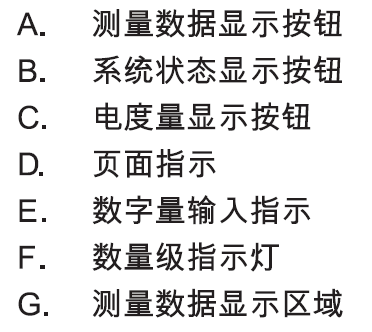 A. 测量数据显示按钮
B. 系统状态显示按钮
C. 电度量显示按钮
D. 页面指示
E. 数字量输入指示
F. 数量级指示灯
G. 测量数据显示区域